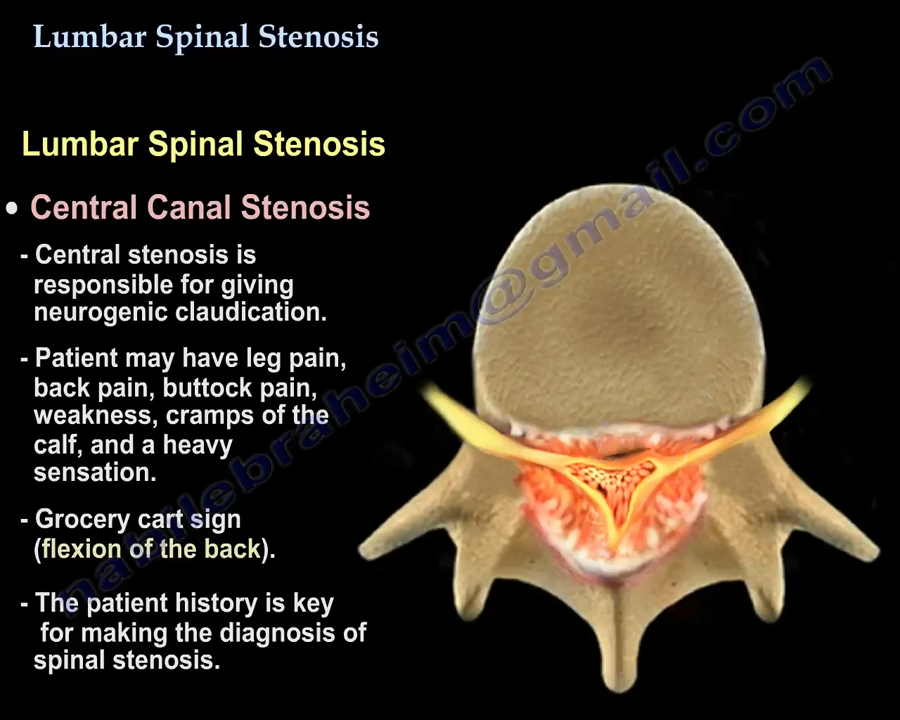 Lumbar Spinal Stenosis
Lumbar Spinal Stenosis
• Central Canal Stenosis
- Central stenosis is
responsible for giving
neurogenic claudication.
- Patient may have leg pain,
back pain, buttock pain,
weakness, cramps of the
calf, and a heavy
sensation.
- Grocery cart sign
(flexion of the back).
- The patient history is key
for making the diagnosis of
spinal stenosis.
nabilebraheim@gmail.com